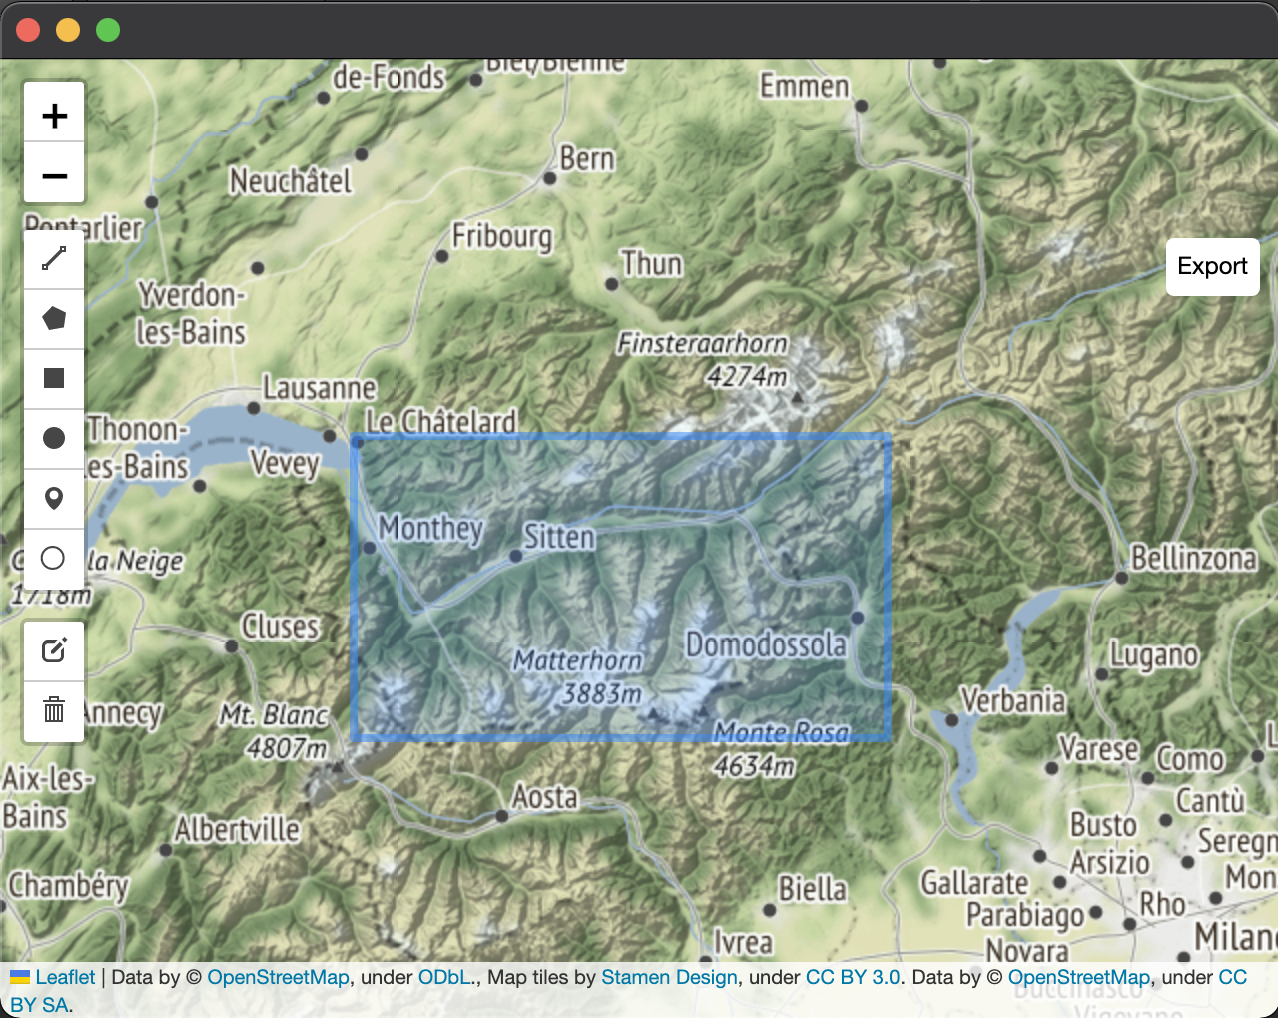 de-Fonds
Biel/Bienne
Emmen
Bern
Neuchâtel
Pontarlier
Fribourg
Thun
Export
Yverdon-
les-Bains
Finsteraarhorn
4274m
Lausanne
Le Châtelard
Thonon-
les-Bains
Vevey
Monthey
Sitten
la Neige
1718m
Bellinzona
Cluses
Domodossola
Lugano
Matterhorn
3883m
Annecy
Mt. Blanc
4807m
Verbania
Monte Rosa
4634m
Varese
Como
Aix-les-
Bains
Aosta
Cantù
Albertville
Busto
Arsizio
Seregn
Chambéry
Biella
Gallarate
Mon
Parabiago
Rho
Ivrea
Novara
Milano
Buccinasco
Vigevano
Leaflet | Data by © OpenStreetMap, under ODbL., Map tiles by Stamen Design, under CC BY 3.0. Data by © OpenStreetMap, under CC
BY SA.